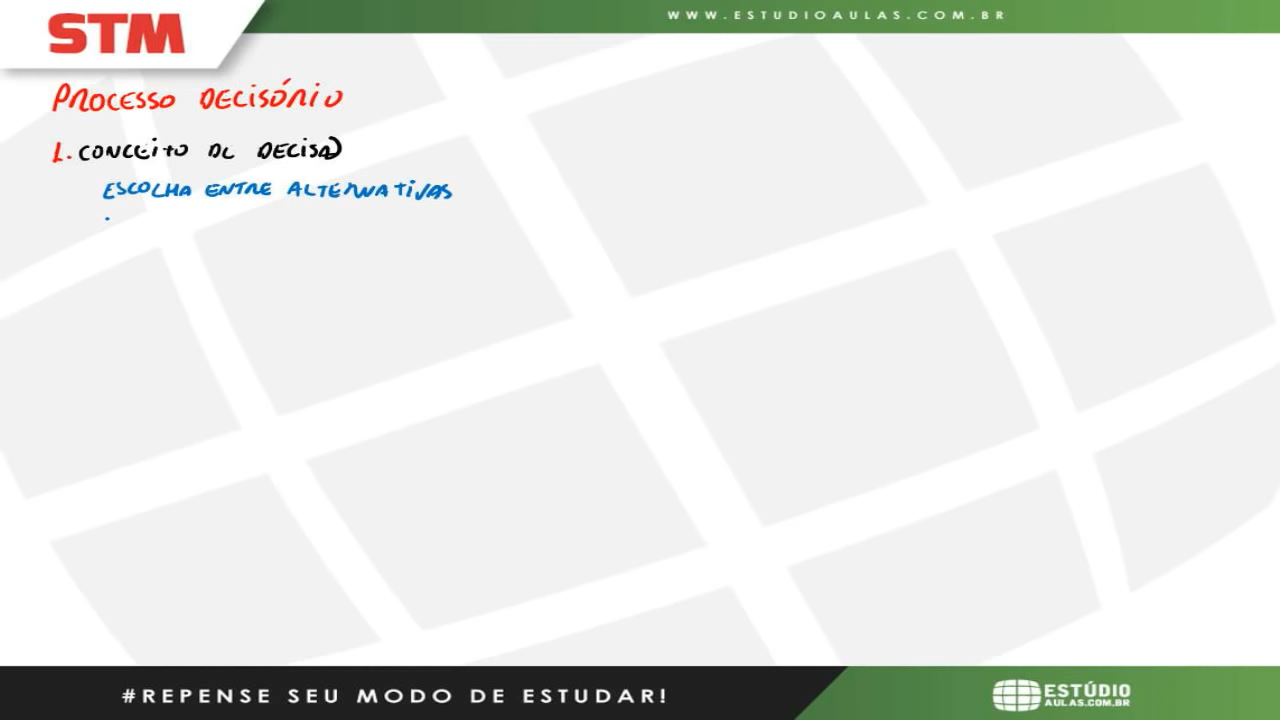 STM
WWW.ESTUDIOAULAS.COM.BR
PROCESSO DECISÓRIO
1. CONCEITO DE DECISÃO
ESCOLHA ENTRE ALTERNATIVAS
#REPENSE SEU MODO DE ESTUDAR!
ESTÚDIO
AULAS.COM.BR